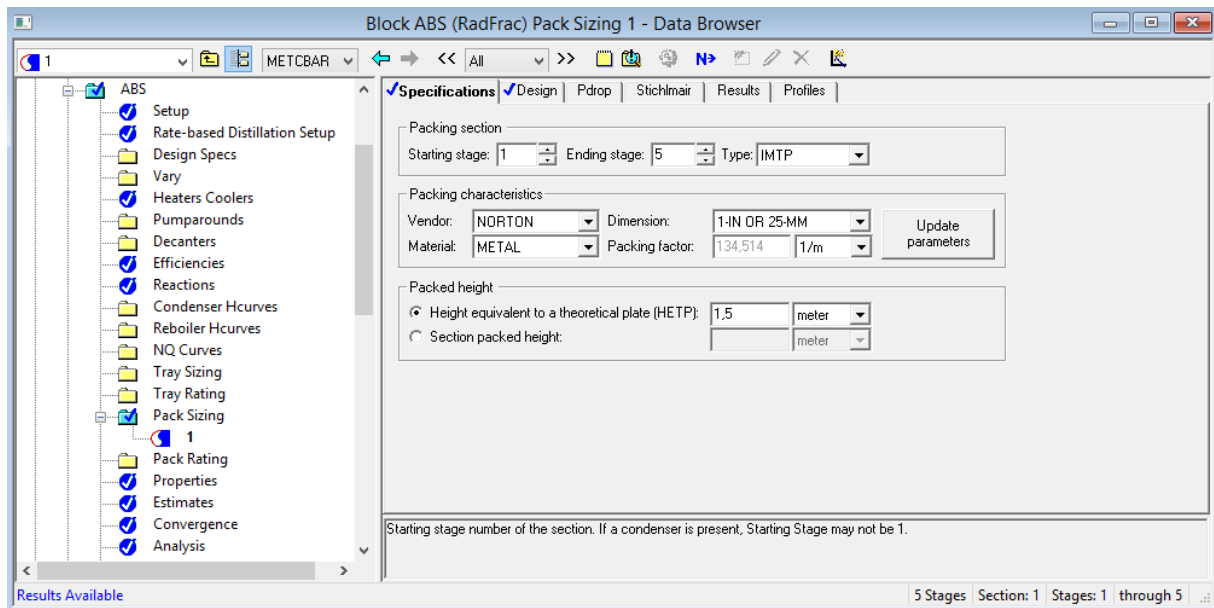 Block ABS (RadFrac) Pack Sizing 1 - Data Browser
1 METCBAR << All >> N>
ABS
Setup
Rate-based Distillation Setup
Design Specs
Vary
Heaters Coolers
Pumparounds
Decanters
Efficiencies
Reactions
Condenser Hcurves
Reboiler Hcurves
NQ Curves
Tray Sizing
Tray Rating
Pack Sizing
1
Pack Rating
Properties
Estimates
Convergence
Analysis
Specifications Design Pdrop Stichlmair Results Profiles
Packing section
Starting stage: 1 Ending stage: 5 Type: IMTP
Packing characteristics
Vendor: NORTON Dimension: 1-IN OR 25-MM
Material: METAL Packing factor: 134,514 1/m
Update
parameters
Packed height
Height equivalent to a theoretical plate (HETP): 1,5 meter
Section packed height: meter
Starting stage number of the section. If a condenser is present, Starting Stage may not be 1.
Results Available 5 Stages Section: 1 Stages: 1 through 5